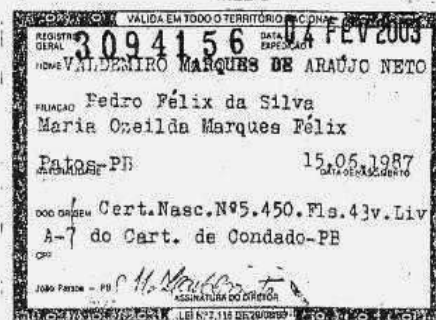 VÁLIDA EM TODO O TERRITÓRIO NACIONAL
REGISTRO GERAL 3094156 DATA DE EXPEDIÇÃO 04 FEV 2003
NOME VALDEMIRO MARQUES DE ARAÚJO NETO
FILIAÇÃO Pedro Félix da Silva
Maria Ozeilda Marques Félix
Patos-PB 15.05.1987
NATURALIDADE DATA DE NASCIMENTO
DOC ORIGEM Cert.Nasc.Nº5.450.Fls.43v.Liv
A-7 do Cart. de Condado-PB
CPF
João Pessoa - PB
ASSINATURA DO DIRETOR
LEI Nº 7.116 DE 29/08/83